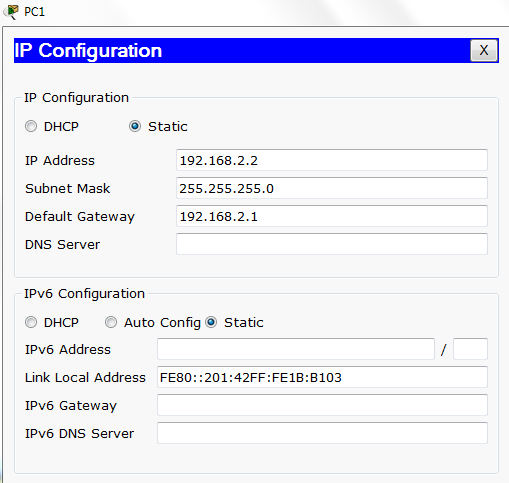 PC1
IP Configuration X
IP Configuration
DHCP Static
IP Address 192.168.2.2
Subnet Mask 255.255.255.0
Default Gateway 192.168.2.1
DNS Server
IPv6 Configuration
DHCP Auto Config Static
IPv6 Address /
Link Local Address FE80::201:42FF:FE1B:B103
IPv6 Gateway
IPv6 DNS Server